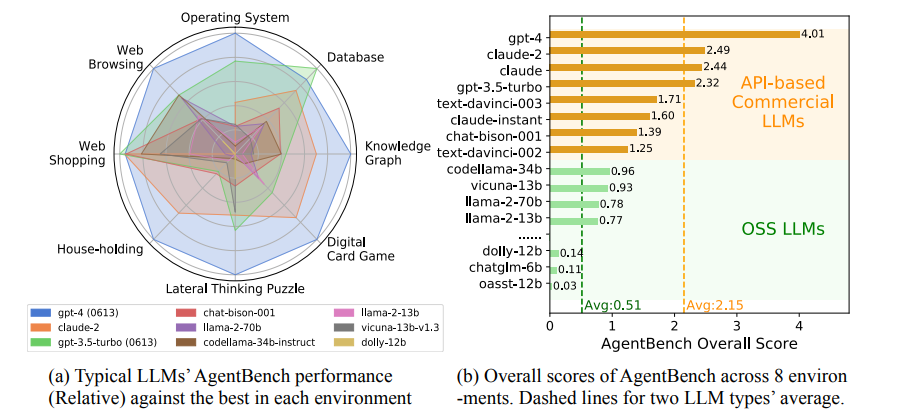 Operating System
Database
Knowledge
Graph
Digital
Card Game
Lateral Thinking Puzzle
House-holding
Web
Shopping
Web
Browsing
gpt-4 (0613)
claude-2
gpt-3.5-turbo (0613)
chat-bison-001
llama-2-70b
codellama-34b-instruct
llama-2-13b
vicuna-13b-v1.3
dolly-12b
(a) Typical LLMs' AgentBench performance
(Relative) against the best in each environment
gpt-4 4.01
claude-2 2.49
claude 2.44
gpt-3.5-turbo 2.32
text-davinci-003 1.71
claude-instant 1.60
chat-bison-001 1.39
text-davinci-002 1.25
codellama-34b 0.96
vicuna-13b 0.93
llama-2-70b 0.78
llama-2-13b 0.77
......
dolly-12b 0.14
chatglm-6b 0.11
oasst-12b 0.03
API-based
Commercial
LLMs
OSS LLMs
Avg:0.51 Avg:2.15
0 1 2 3 4
AgentBench Overall Score
(b) Overall scores of AgentBench across 8 environ
-ments. Dashed lines for two LLM types' average.